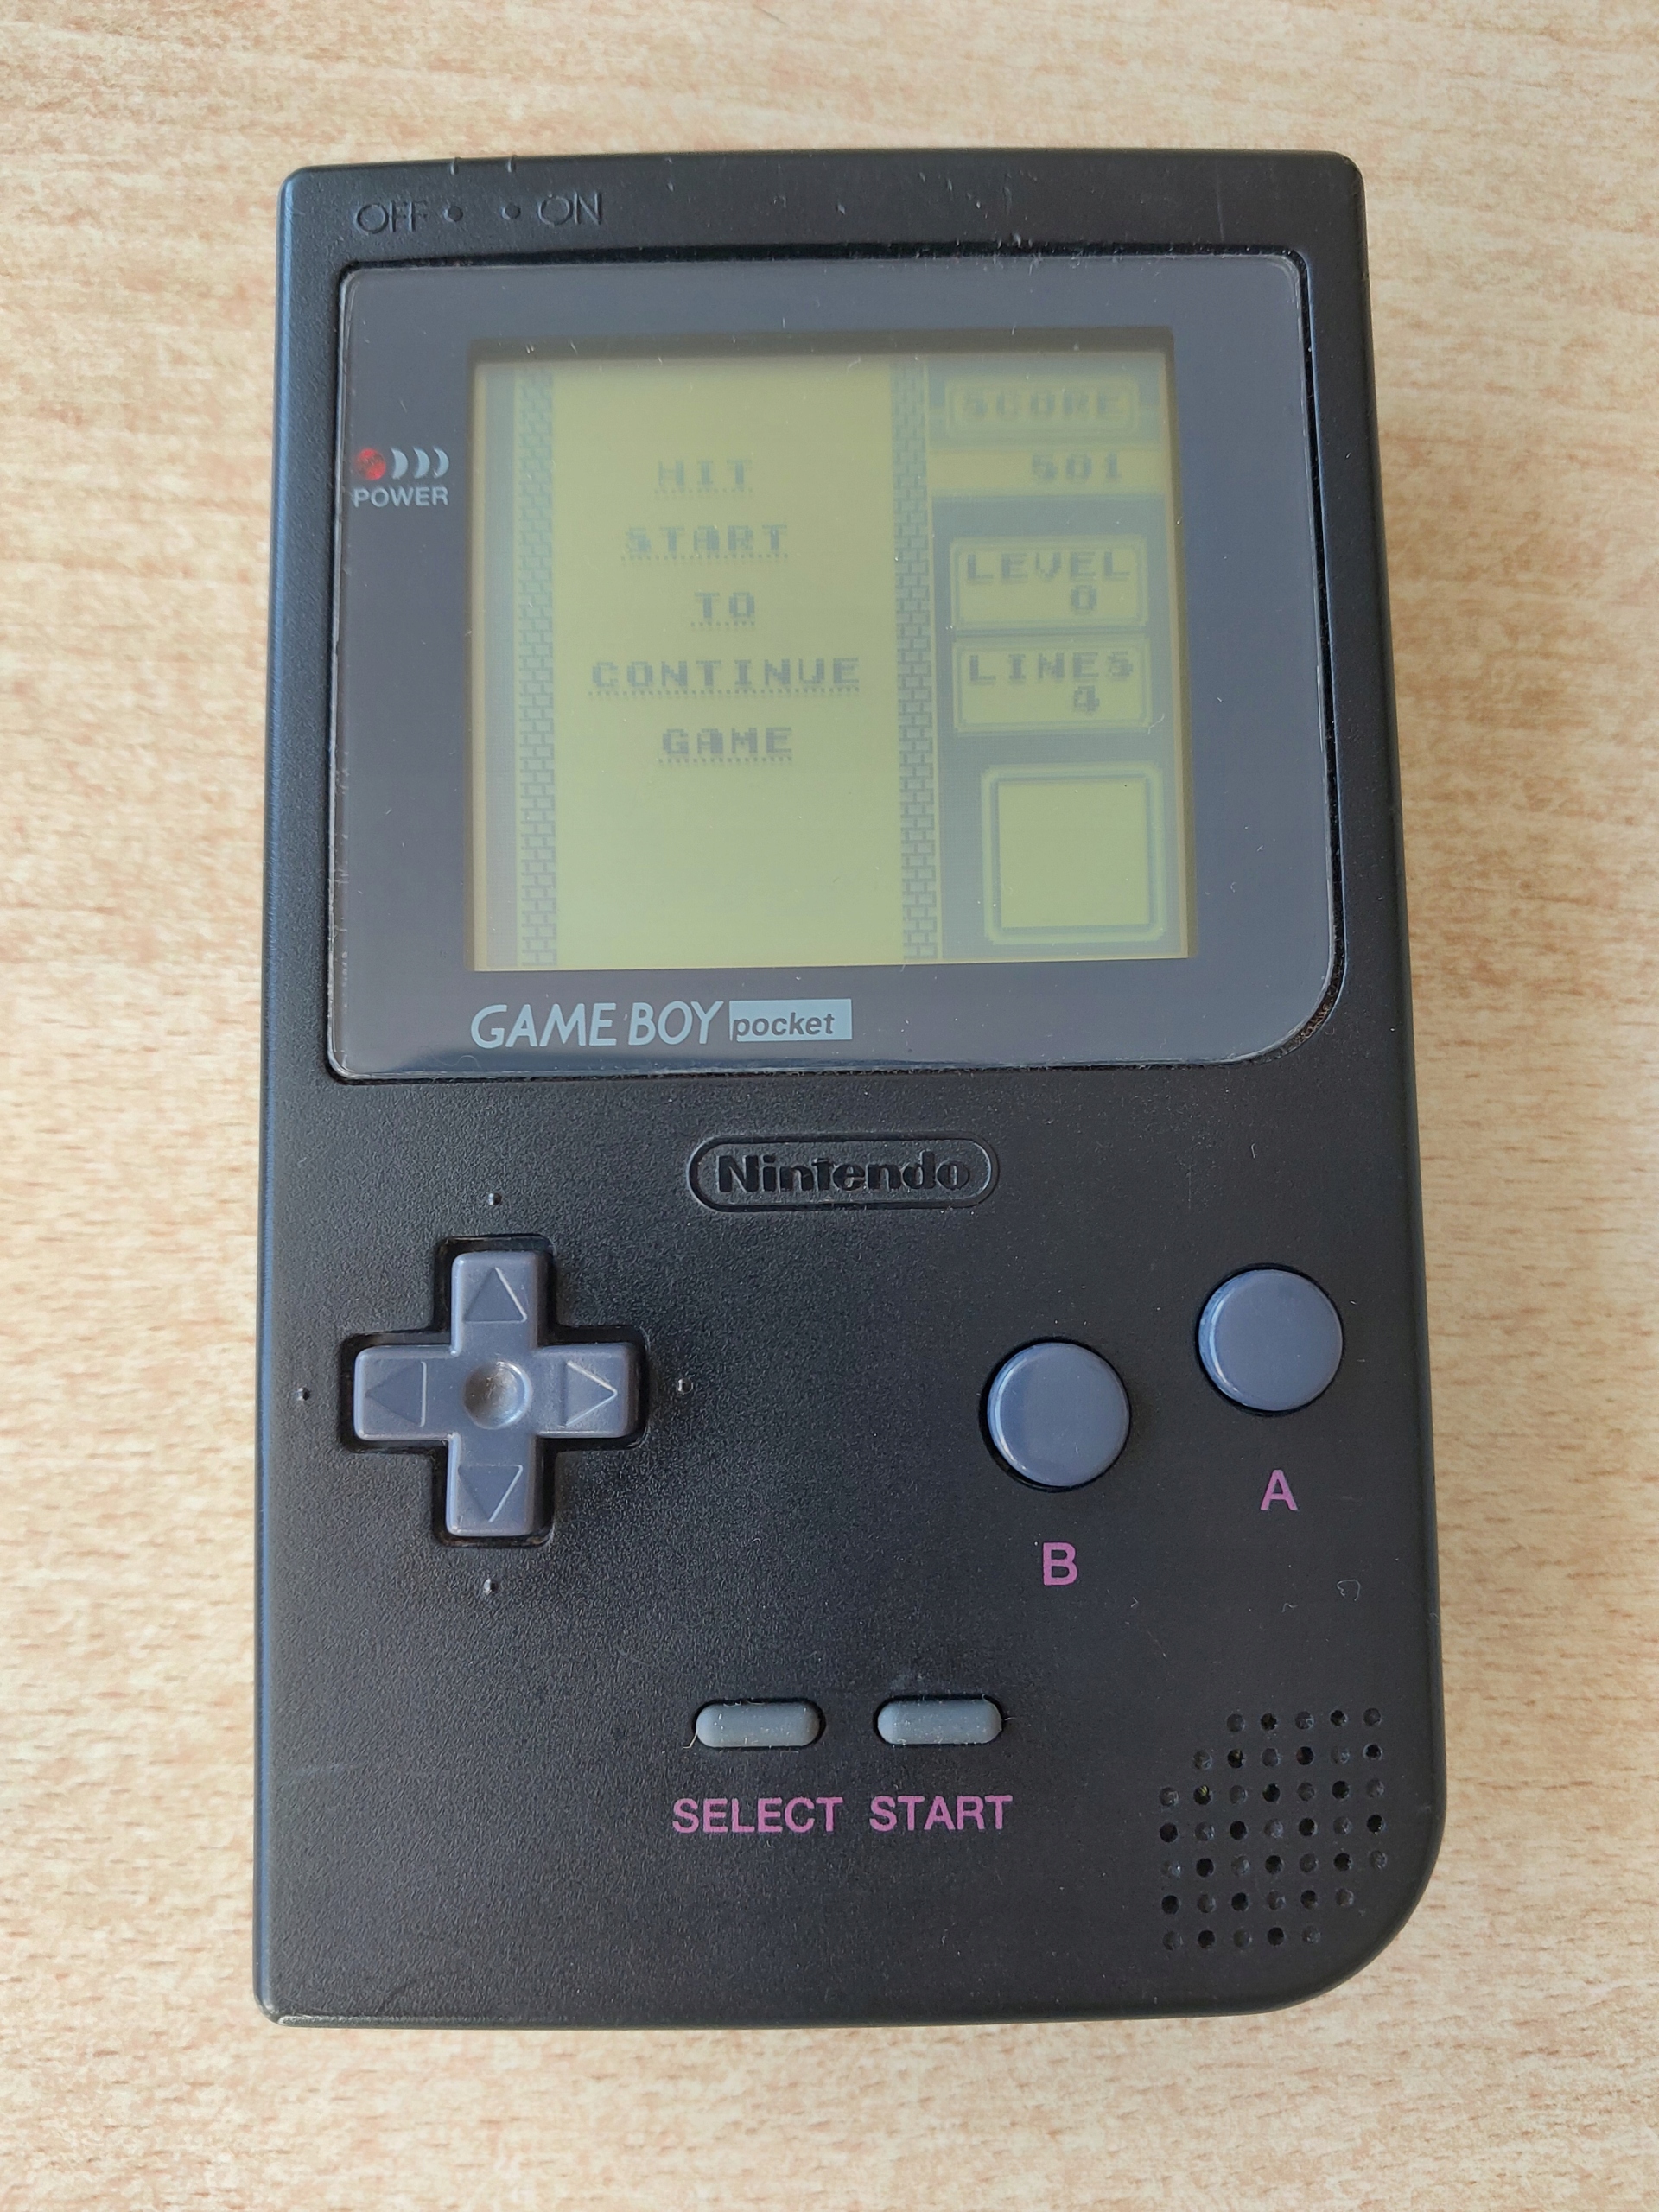 OFF • • ON
POWER
HIT
START
TO
CONTINUE
GAME
SCORE
501
LEVEL
0
LINES
4
GAME BOY pocket
Nintendo
A
B
SELECT START